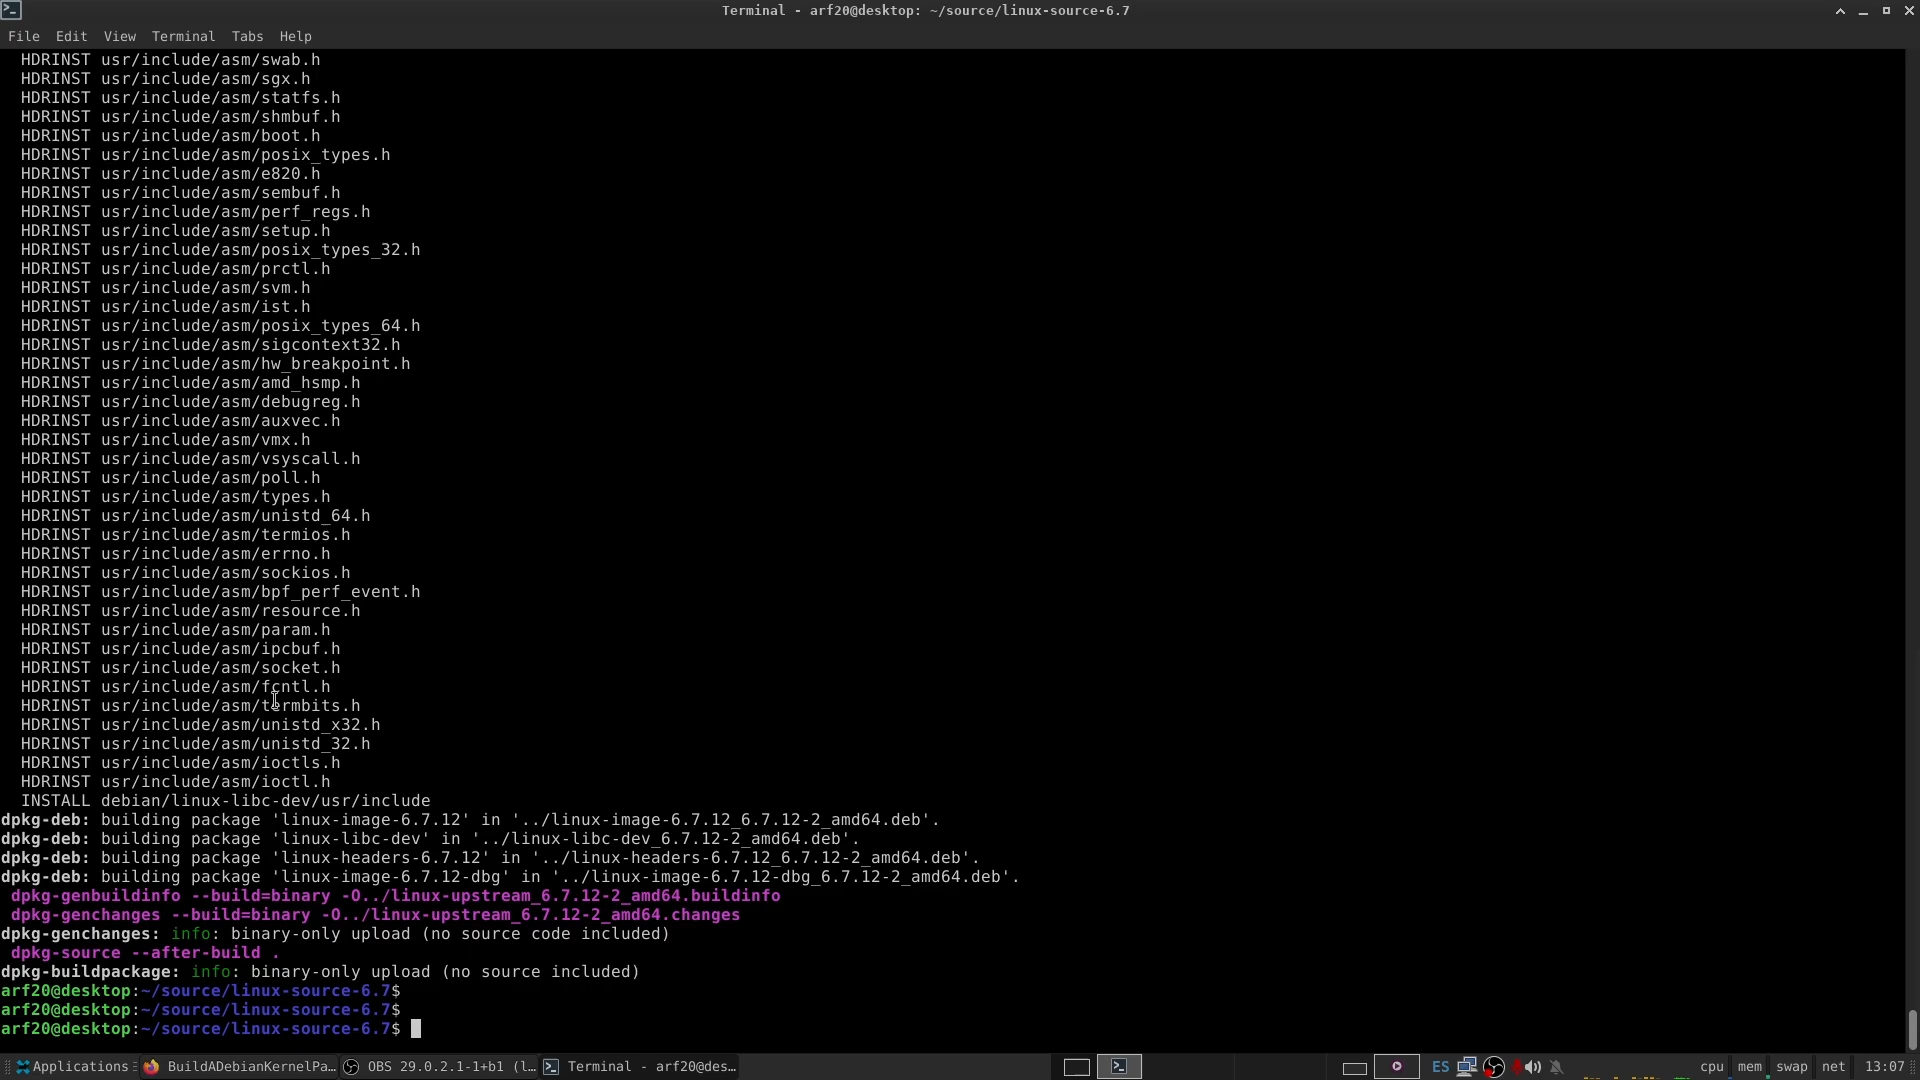 Terminal - arf20@desktop: ~/source/linux-source-6.7
File Edit View Terminal Tabs Help
HDRINST usr/include/asm/swab.h
HDRINST usr/include/asm/sgx.h
HDRINST usr/include/asm/statfs.h
HDRINST usr/include/asm/shmbuf.h
HDRINST usr/include/asm/boot.h
HDRINST usr/include/asm/posix_types.h
HDRINST usr/include/asm/e820.h
HDRINST usr/include/asm/sembuf.h
HDRINST usr/include/asm/perf_regs.h
HDRINST usr/include/asm/setup.h
HDRINST usr/include/asm/posix_types_32.h
HDRINST usr/include/asm/prctl.h
HDRINST usr/include/asm/svm.h
HDRINST usr/include/asm/ist.h
HDRINST usr/include/asm/posix_types_64.h
HDRINST usr/include/asm/sigcontext32.h
HDRINST usr/include/asm/hw_breakpoint.h
HDRINST usr/include/asm/amd_hsmp.h
HDRINST usr/include/asm/debugreg.h
HDRINST usr/include/asm/auxvec.h
HDRINST usr/include/asm/vmx.h
HDRINST usr/include/asm/vsyscall.h
HDRINST usr/include/asm/poll.h
HDRINST usr/include/asm/types.h
HDRINST usr/include/asm/unistd_64.h
HDRINST usr/include/asm/termios.h
HDRINST usr/include/asm/errno.h
HDRINST usr/include/asm/sockios.h
HDRINST usr/include/asm/bpf_perf_event.h
HDRINST usr/include/asm/resource.h
HDRINST usr/include/asm/param.h
HDRINST usr/include/asm/ipcbuf.h
HDRINST usr/include/asm/socket.h
HDRINST usr/include/asm/fcntl.h
HDRINST usr/include/asm/termbits.h
HDRINST usr/include/asm/unistd_x32.h
HDRINST usr/include/asm/unistd_32.h
HDRINST usr/include/asm/ioctls.h
HDRINST usr/include/asm/ioctl.h
INSTALL debian/linux-libc-dev/usr/include
dpkg-deb: building package 'linux-image-6.7.12' in '../linux-image-6.7.12_6.7.12-2_amd64.deb'.
dpkg-deb: building package 'linux-libc-dev' in '../linux-libc-dev_6.7.12-2_amd64.deb'.
dpkg-deb: building package 'linux-headers-6.7.12' in '../linux-headers-6.7.12_6.7.12-2_amd64.deb'.
dpkg-deb: building package 'linux-image-6.7.12-dbg' in '../linux-image-6.7.12-dbg_6.7.12-2_amd64.deb'.
dpkg-genbuildinfo --build=binary -O../linux-upstream_6.7.12-2_amd64.buildinfo
dpkg-genchanges --build=binary -O../linux-upstream_6.7.12-2_amd64.changes
dpkg-genchanges: info: binary-only upload (no source code included)
dpkg-source --after-build .
dpkg-buildpackage: info: binary-only upload (no source included)
arf20@desktop:~/source/linux-source-6.7$
arf20@desktop:~/source/linux-source-6.7$
arf20@desktop:~/source/linux-source-6.7$
Applications BuildADebianKernelPa... OBS 29.0.2.1-1+b1 (l... Terminal - arf20@des... ES cpu mem swap net 13:07